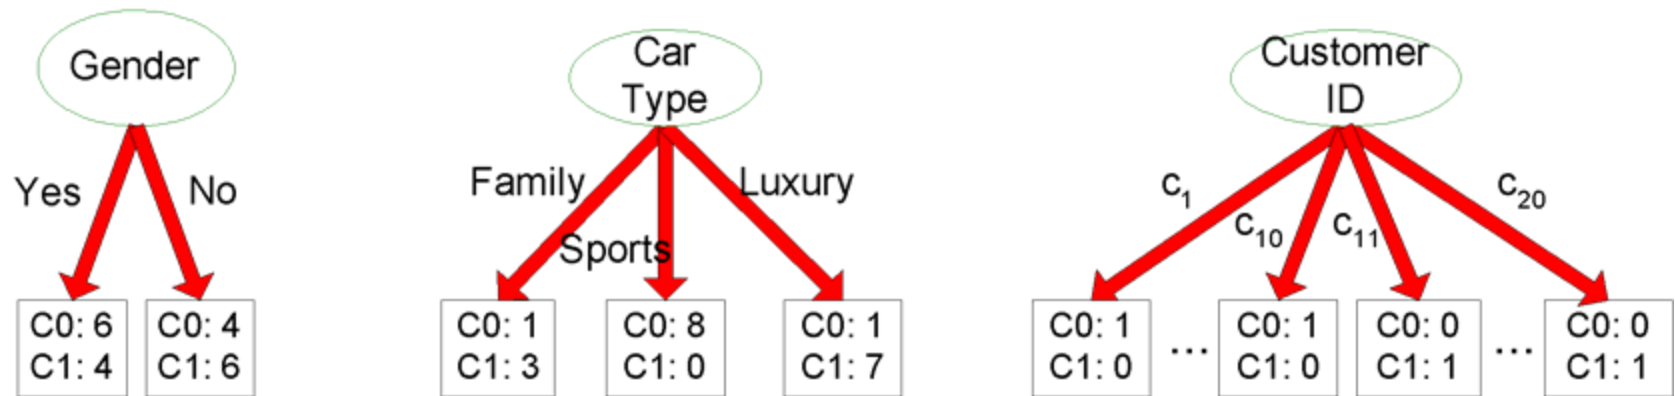 Gender
Yes
No
C0: 6
C1: 4
C0: 4
C1: 6
Car
Type
Family
Sports
Luxury
C0: 1
C1: 3
C0: 8
C1: 0
C0: 1
C1: 7
Customer
ID
c1
c10
c11
c20
C0: 1
C1: 0
...
C0: 1
C1: 0
C0: 0
C1: 1
...
C0: 0
C1: 1